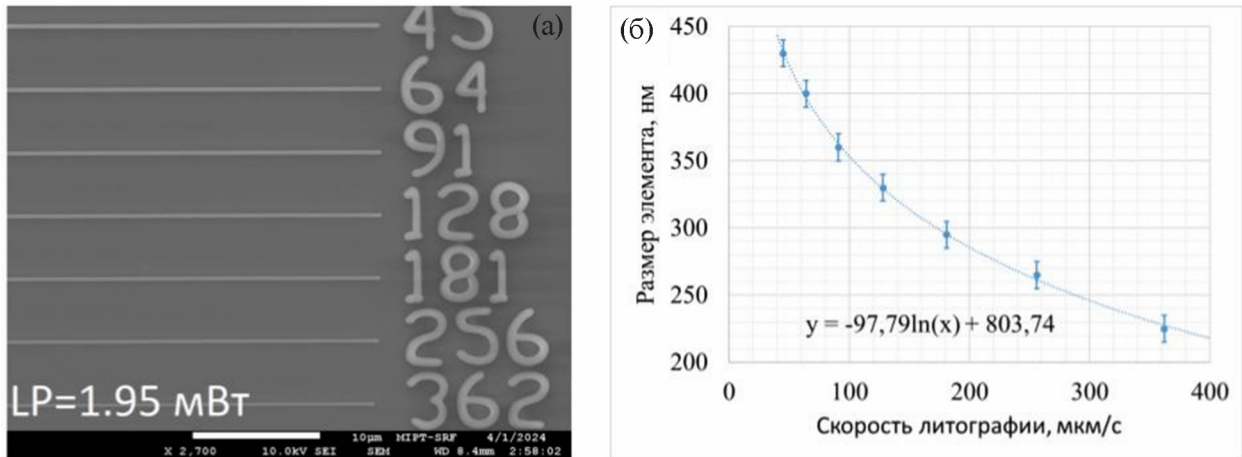 (а)
45
64
91
128
181
256
362
LP=1.95 мВт
10µm MIPT-SRF 4/1/2024
X 2,700 10.0kV SEI SEM WD 8.4mm 2:58:02
(б)
Размер элемента, нм
450
400
350
300
250
200
y = -97,79ln(x) + 803,74
0 100 200 300 400
Скорость литографии, мкм/с